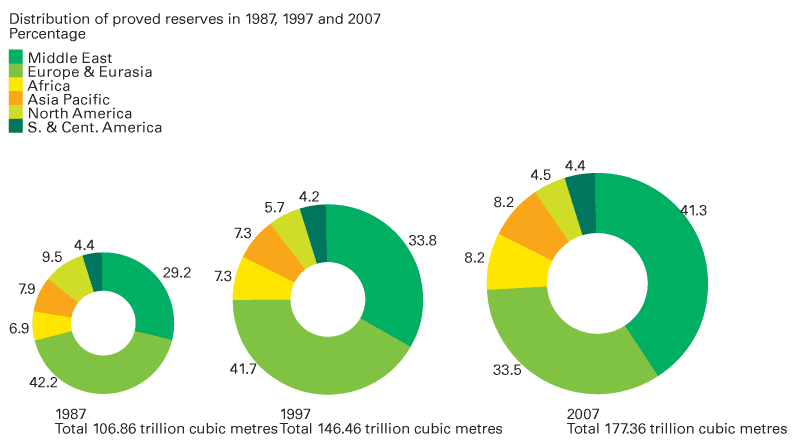 Distribution of proved reserves in 1987, 1997 and 2007
Percentage
Middle East
Europe & Eurasia
Africa
Asia Pacific
North America
S. & Cent. America
4.4
9.5
29.2
7.9
6.9
42.2
1987
Total 106.86 trillion cubic metres
4.2
5.7
7.3
33.8
7.3
41.7
1997
Total 146.46 trillion cubic metres
4.4
4.5
8.2
41.3
8.2
33.5
2007
Total 177.36 trillion cubic metres